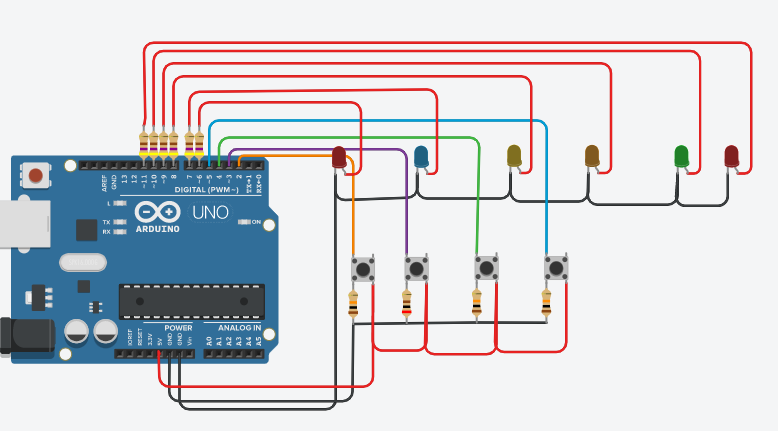 AREF
GND
13
12
~11
~10
~9
8
7
~6
~5
4
~3
2
TX→1
RX←0
DIGITAL (PWM~)
L
TX
RX
UNO
ARDUINO
ON
POWER
ANALOG IN
IOREF
RESET
3.3V
5V
GND
GND
Vin
A0
A1
A2
A3
A4
A5